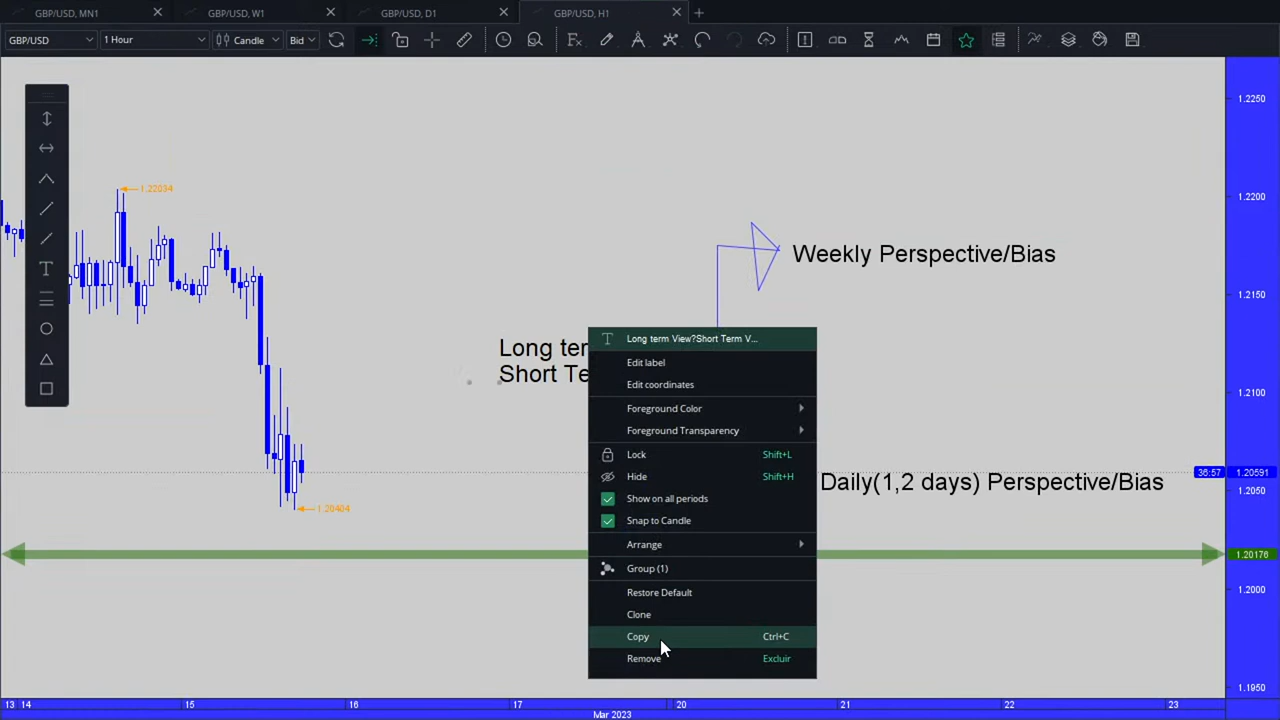 GBP/USD, MN1
GBP/USD, W1
GBP/USD, D1
GBP/USD, H1
GBP/USD
1 Hour
Candle
Bid
Fx
1.2250
1.22034
1.2200
Weekly Perspective/Bias
1.2150
Long ter
Short Te
Long term View?Short Term V...
Edit label
Edit coordinates
Foreground Color
Foreground Transparency
Lock Shift+L
Hide Shift+H
Show on all periods
Snap to Candle
Arrange
Group (1)
Restore Default
Clone
Copy Ctrl+C
Remove Excluir
1.2100
36:57 1.20591
Daily(1,2 days) Perspective/Bias
1.2050
1.20404
1.20176
1.2000
1.1950
13 14 15 16 17 20 21 22 23
Mar 2023